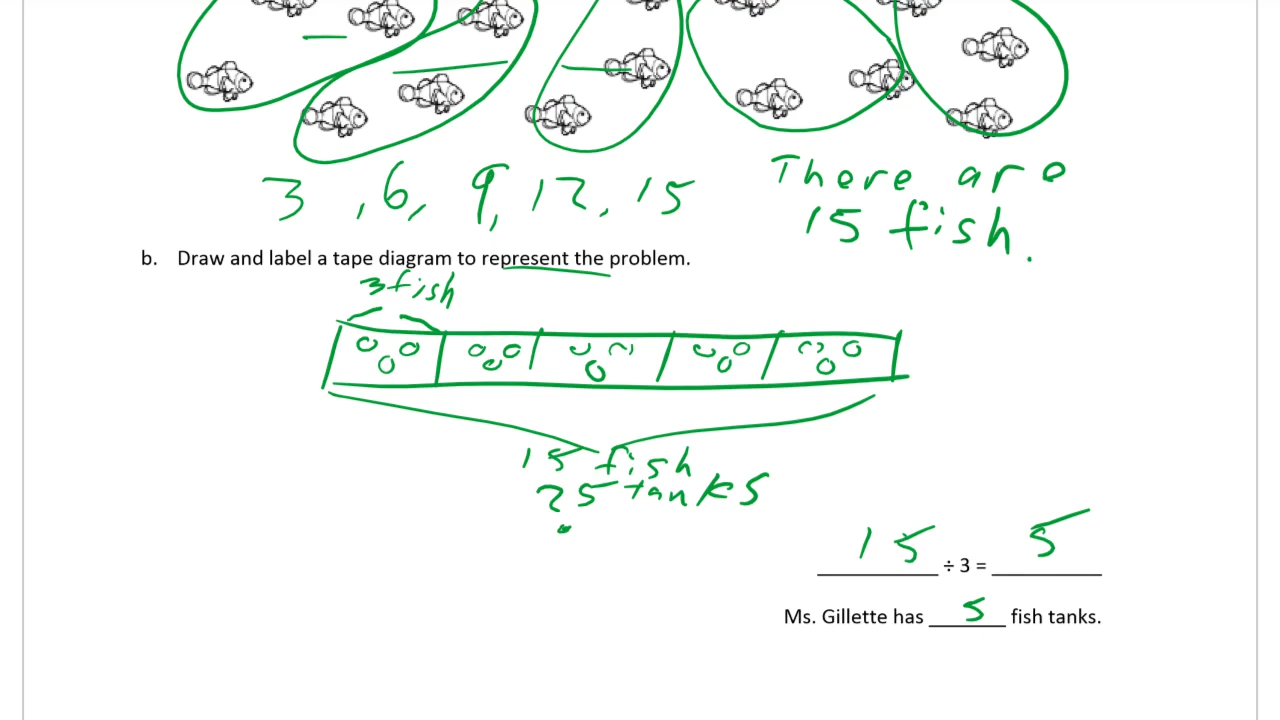 3, 6, 9, 12, 15
There are
15 fish.
b. Draw and label a tape diagram to represent the problem.
3 fish
15 fish
? 5 tanks
15 ÷ 3 = 5
Ms. Gillette has 5 fish tanks.